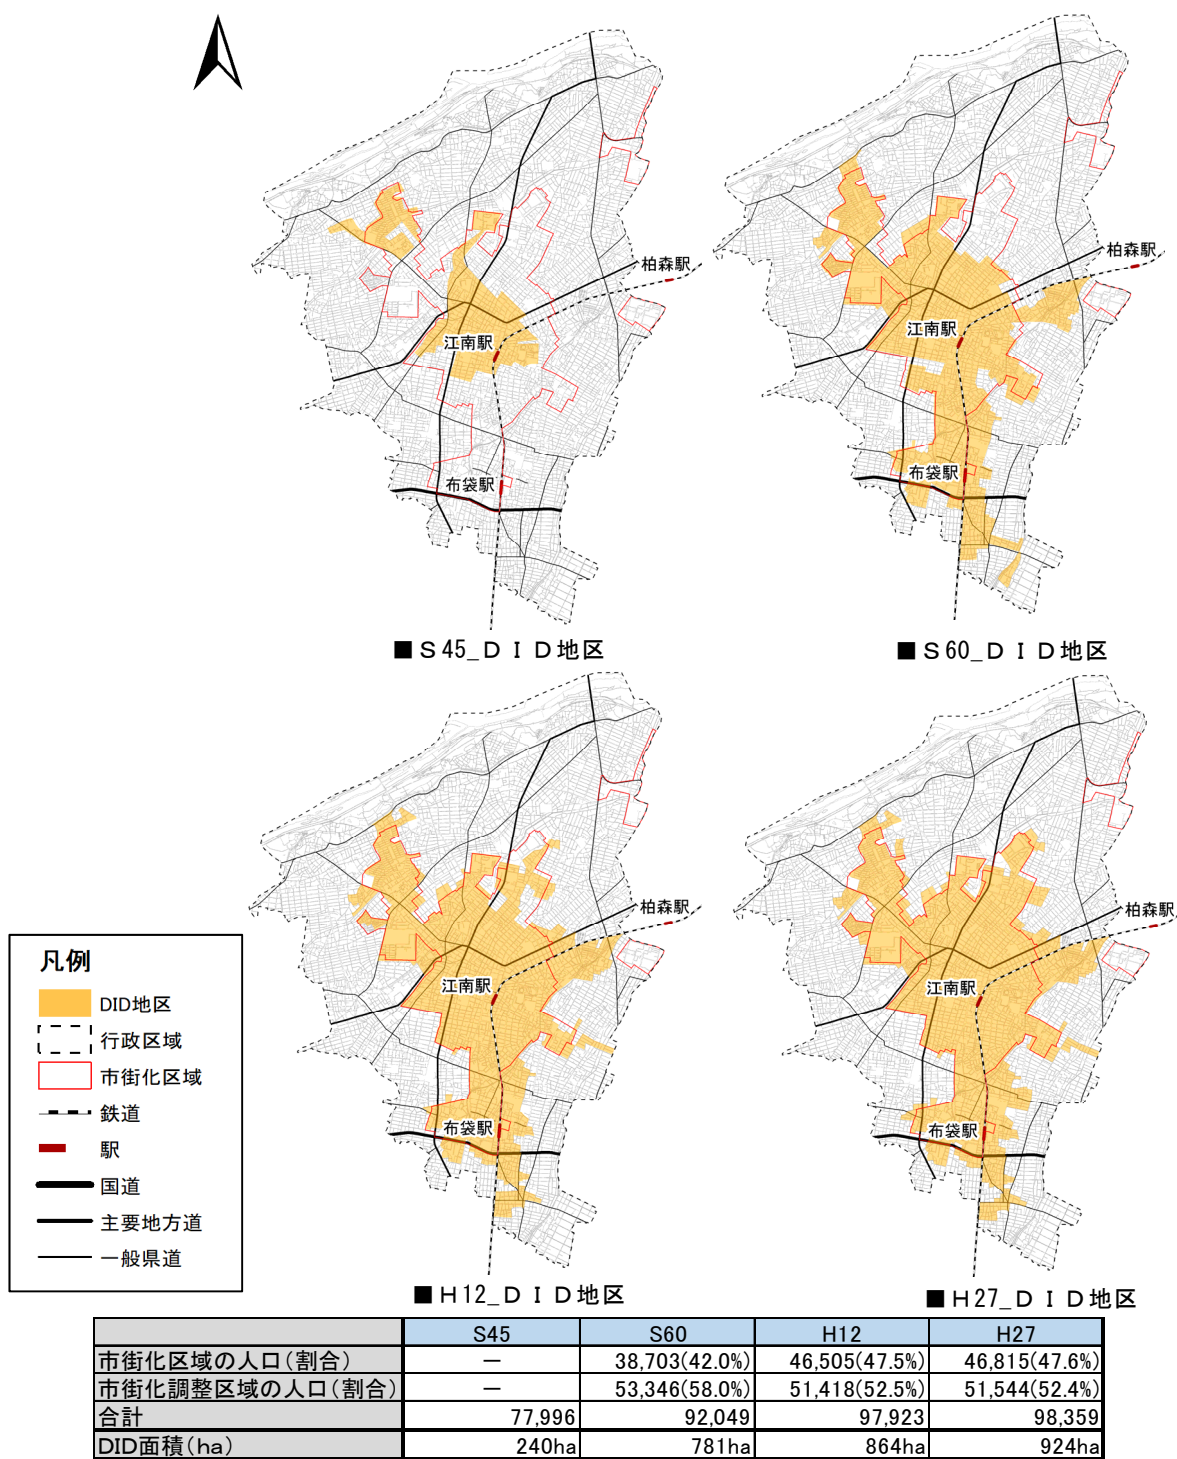 柏森駅
江南駅
布袋駅
■Ｓ45_ＤＩＤ地区
柏森駅
江南駅
布袋駅
■Ｓ60_ＤＩＤ地区
柏森駅
江南駅
布袋駅
■Ｈ12_ＤＩＤ地区
柏森駅
江南駅
布袋駅
■Ｈ27_ＤＩＤ地区
凡例
DID地区
行政区域
市街化区域
鉄道
駅
国道
主要地方道
一般県道
S45 S60 H12 H27
市街化区域の人口（割合） － 38,703(42.0%) 46,505(47.5%) 46,815(47.6%)
市街化調整区域の人口（割合） － 53,346(58.0%) 51,418(52.5%) 51,544(52.4%)
合計 77,996 92,049 97,923 98,359
DID面積（ha） 240ha 781ha 864ha 924ha